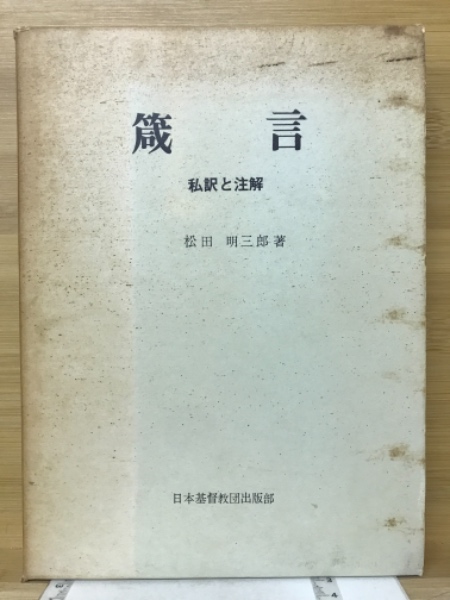 箴言
私訳と注解
松田 明三郎 著
日本基督教団出版部